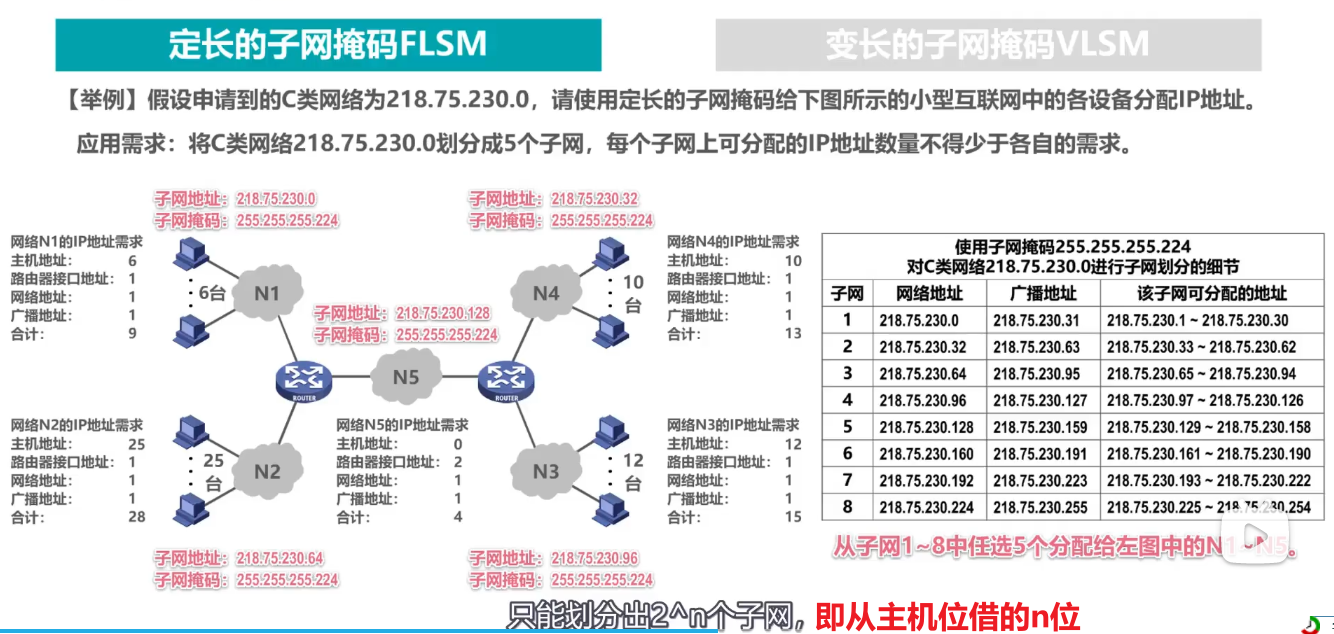 定长的子网掩码FLSM
变长的子网掩码VLSM
【举例】假设申请到的C类网络为218.75.230.0，请使用定长的子网掩码给下图所示的小型互联网中的各设备分配IP地址。
应用需求：将C类网络218.75.230.0划分成5个子网，每个子网上可分配的IP地址数量不得少于各自的需求。
子网地址：218.75.230.0
子网掩码：255.255.255.224
网络N1的IP地址需求
主机地址： 6
路由器接口地址： 1
网络地址： 1
广播地址： 1
合计： 9
6台
N1
子网地址：218.75.230.32
子网掩码：255.255.255.224
网络N4的IP地址需求
主机地址： 10
路由器接口地址： 1
网络地址： 1
广播地址： 1
合计： 13
N4
10
台
子网地址：218.75.230.128
子网掩码：255.255.255.224
N5
ROUTER
ROUTER
网络N2的IP地址需求
主机地址： 25
路由器接口地址： 1
网络地址： 1
广播地址： 1
合计： 28
25
台
N2
网络N5的IP地址需求
主机地址： 0
路由器接口地址： 2
网络地址： 1
广播地址： 1
合计： 4
N3
12
台
网络N3的IP地址需求
主机地址： 12
路由器接口地址： 1
网络地址： 1
广播地址： 1
合计： 15
子网地址：218.75.230.64
子网掩码：255.255.255.224
子网地址：218.75.230.96
子网掩码：255.255.255.224
使用子网掩码255.255.255.224
对C类网络218.75.230.0进行子网划分的细节
子网 网络地址 广播地址 该子网可分配的地址
1 218.75.230.0 218.75.230.31 218.75.230.1 ~ 218.75.230.30
2 218.75.230.32 218.75.230.63 218.75.230.33 ~ 218.75.230.62
3 218.75.230.64 218.75.230.95 218.75.230.65 ~ 218.75.230.94
4 218.75.230.96 218.75.230.127 218.75.230.97 ~ 218.75.230.126
5 218.75.230.128 218.75.230.159 218.75.230.129 ~ 218.75.230.158
6 218.75.230.160 218.75.230.191 218.75.230.161 ~ 218.75.230.190
7 218.75.230.192 218.75.230.223 218.75.230.193 ~ 218.75.230.222
8 218.75.230.224 218.75.230.255 218.75.230.225 ~ 218.75.230.254
从子网1~8中任选5个分配给左图中的N1~N5。
只能划分出2^n个子网，即从主机位借的n位